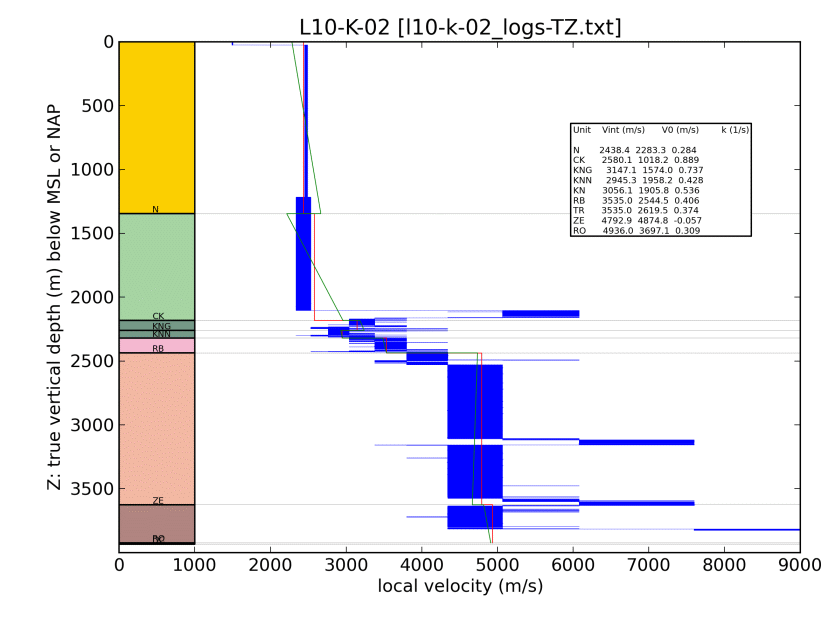 L10-K-02 [l10-k-02_logs-TZ.txt]
0
500
1000
1500
2000
2500
3000
3500
Z: true vertical depth (m) below MSL or NAP
N
CK
KNG
KNN
RB
ZE
Unit Vint (m/s) V0 (m/s) k (1/s)
N 2438.4 2283.3 0.284
CK 2580.1 1018.2 0.889
KNG 3147.1 1574.0 0.737
KNN 2945.3 1958.2 0.428
KN 3056.1 1905.8 0.536
RB 3535.0 2544.5 0.406
TR 3535.0 2619.5 0.374
ZE 4792.9 4874.8 -0.057
RO 4936.0 3697.1 0.309
0 1000 2000 3000 4000 5000 6000 7000 8000 9000
local velocity (m/s)